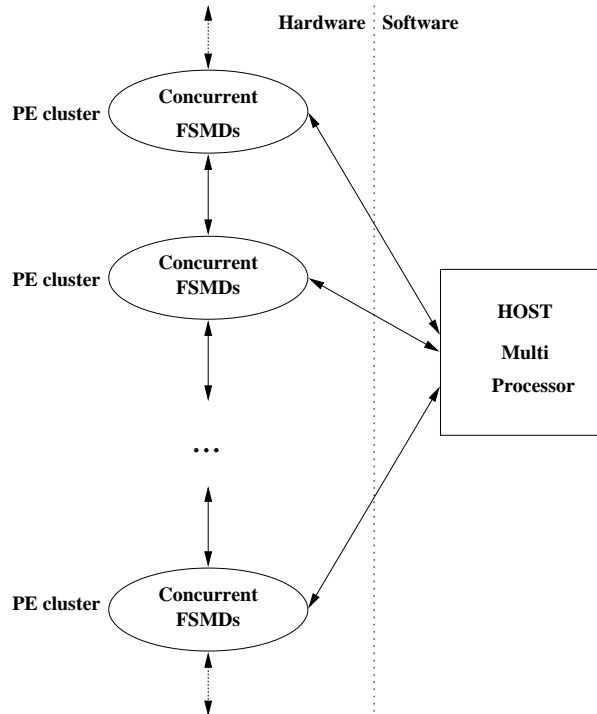 Hardware Software
PE cluster
Concurrent
FSMDs
PE cluster
Concurrent
FSMDs
HOST
Multi
Processor
...
PE cluster
Concurrent
FSMDs